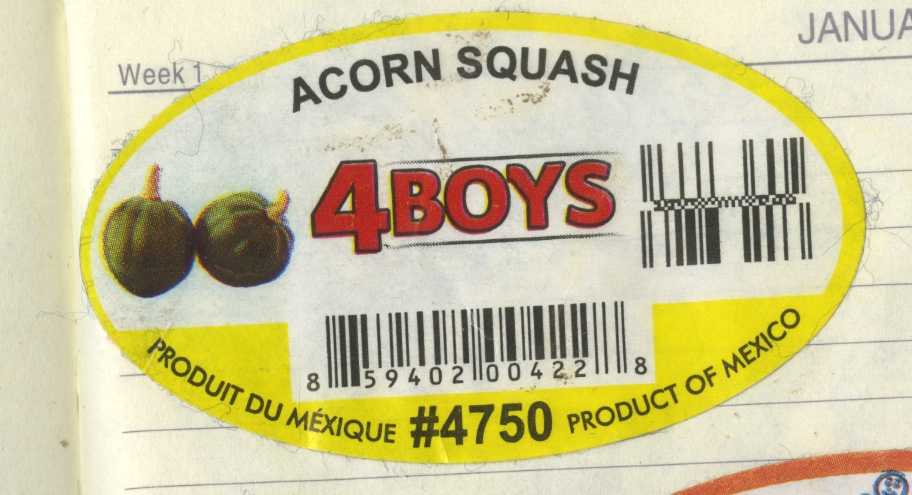 JANUA
Week 1
ACORN SQUASH
4BOYS
8 59402 00422 8
PRODUIT DU MÉXIQUE #4750 PRODUCT OF MEXICO